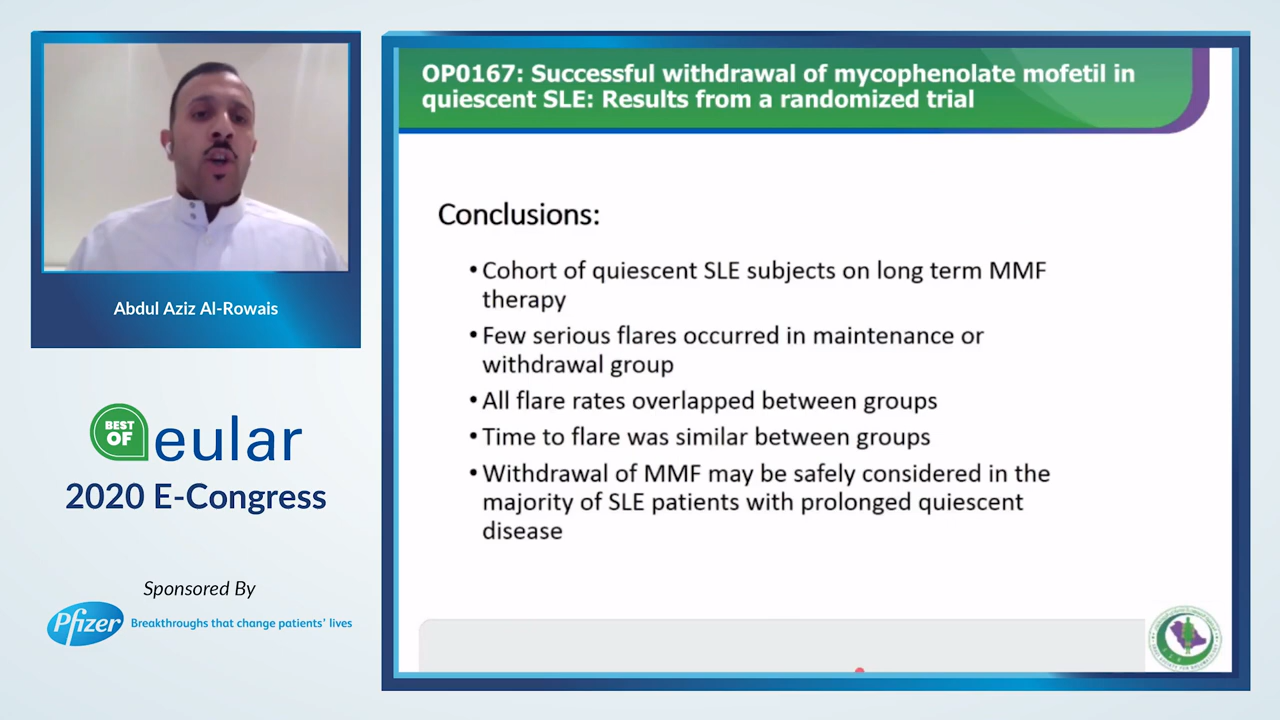 OP0167: Successful withdrawal of mycophenolate mofetil in
quiescent SLE: Results from a randomized trial
Abdul Aziz Al-Rowais
BEST
OF
eular
2020 E-Congress
Sponsored By
Pfizer
Breakthroughs that change patients' lives
Conclusions:
• Cohort of quiescent SLE subjects on long term MMF
therapy
• Few serious flares occurred in maintenance or
withdrawal group
• All flare rates overlapped between groups
• Time to flare was similar between groups
• Withdrawal of MMF may be safely considered in the
majority of SLE patients with prolonged quiescent
disease